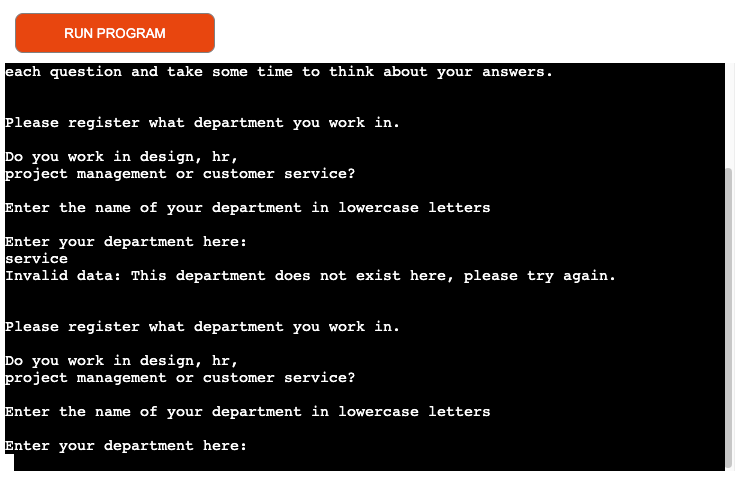 RUN PROGRAM
each question and take some time to think about your answers.
Please register what department you work in.
Do you work in design, hr,
project management or customer service?
Enter the name of your department in lowercase letters
Enter your department here:
service
Invalid data: This department does not exist here, please try again.
Please register what department you work in.
Do you work in design, hr,
project management or customer service?
Enter the name of your department in lowercase letters
Enter your department here: